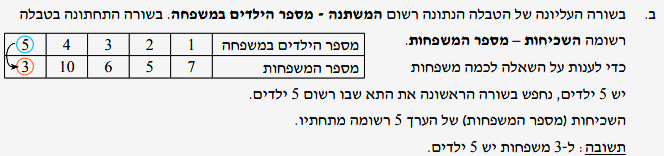 ב. בשורה העליונה של הטבלה הנתונה רשום המשתנה - מספר הילדים במשפחה. בשורה התחתונה בטבלה
רשומה השכיחות – מספר המשפחות.
כדי לענות על השאלה לכמה משפחות
יש 5 ילדים, נחפש בשורה הראשונה את התא שבו רשום 5 ילדים.
השכיחות (מספר המשפחות) של הערך 5 רשומה מתחתיו.
תשובה: ל-3 משפחות יש 5 ילדים.
מספר הילדים במשפחה 1 2 3 4 5
מספר המשפחות 7 5 6 10 3